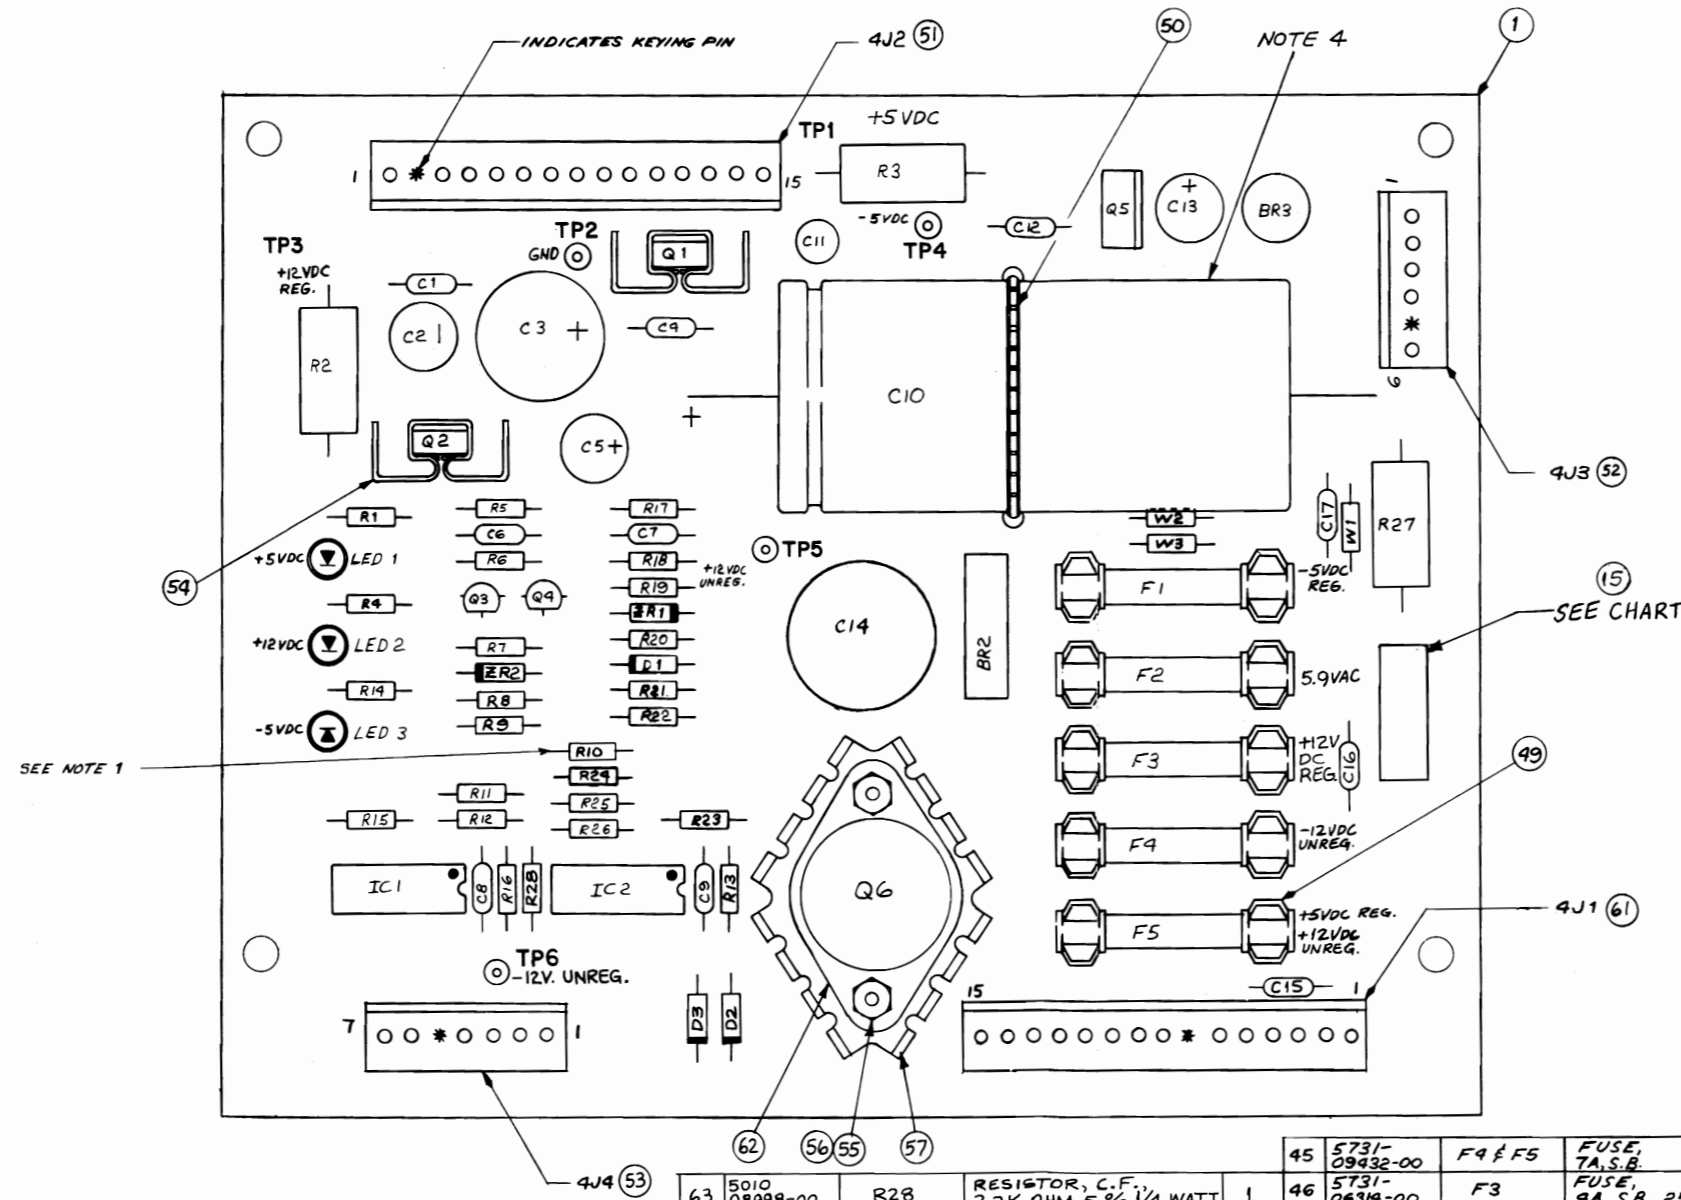 INDICATES KEYING PIN
4J2 51
50
NOTE 4
1
TP1
+5VDC
1
15
R3
-5VDC
TP4
C12
Q5
+
C13
BR3
1
6
TP3
+12VDC
REG.
TP2
GND
Q1
C11
C1
C2
C3 +
R2
C10
+
Q2
C5+
4J3 52
54
R1
R5
R17
C6
C7
+5VDC LED 1
R6
R18
+12VDC
UNREG.
TP5
W2
W3
C17
W1
R27
R19
R4
Q3
Q4
ZR1
F1
-5VDC
REG.
15
SEE CHART
+12VDC LED 2
R7
R20
C14
BR2
ZR2
D1
F2
5.9VAC
R14
R8
R21
R9
R22
-5VDC LED 3
SEE NOTE 1
R10
R24
R25
R26
F3
+12V
DC
REG.
C16
49
R11
R15
R12
R23
F4
-12VDC
UNREG.
IC1
C8
R16
R28
IC2
C9
R13
Q6
F5
+5VDC REG.
+12VDC
UNREG.
4J1 61
TP6
-12V. UNREG.
C15
15
1
7
1
D3
D2
62
56 55
57
4J4 53
45 5731-
09432-00 F4 & F5 FUSE,
7A, S.B.
46 5731- F3 FUSE,
63 5010 R28 RESISTOR, C.F., 1